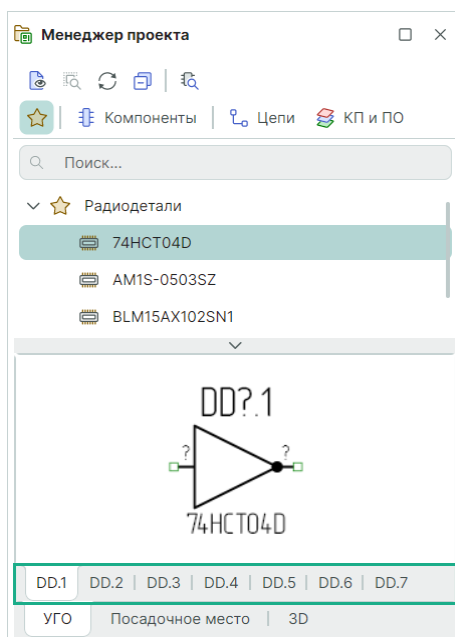 Менеджер проекта
Компоненты Цепи КП и ПО
Поиск...
Радиодетали
74HCT04D
AM1S-0503SZ
BLM15AX102SN1
DD?.1
? ?
74HCT04D
DD.1 DD.2 | DD.3 | DD.4 | DD.5 | DD.6 | DD.7
УГО Посадочное место | 3D